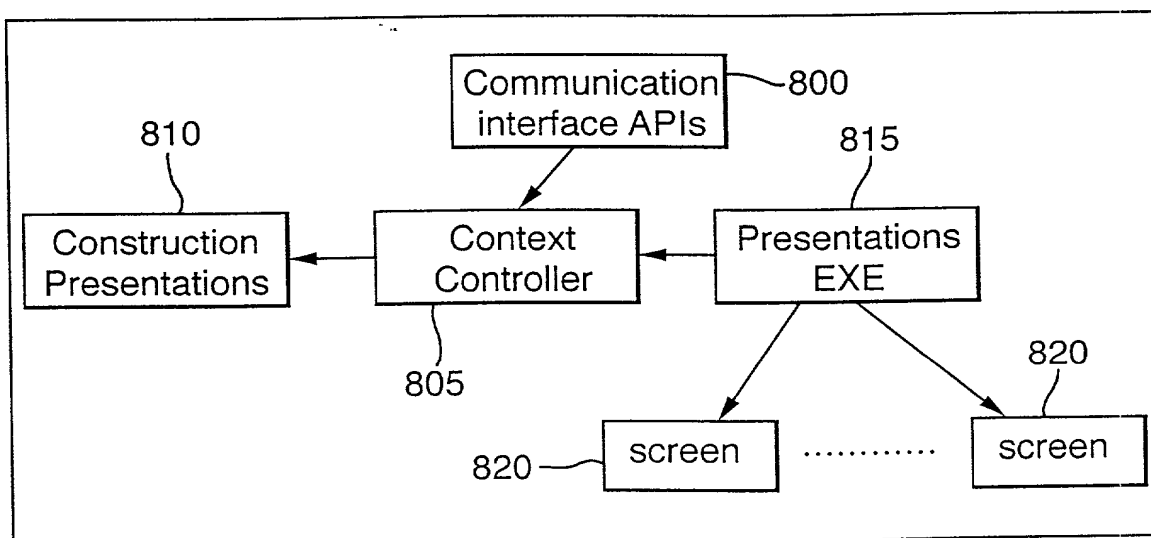 Communication
interface APIs
800
810
815
Construction
Presentations
Context
Controller
Presentations
EXE
805
820
820
screen
screen